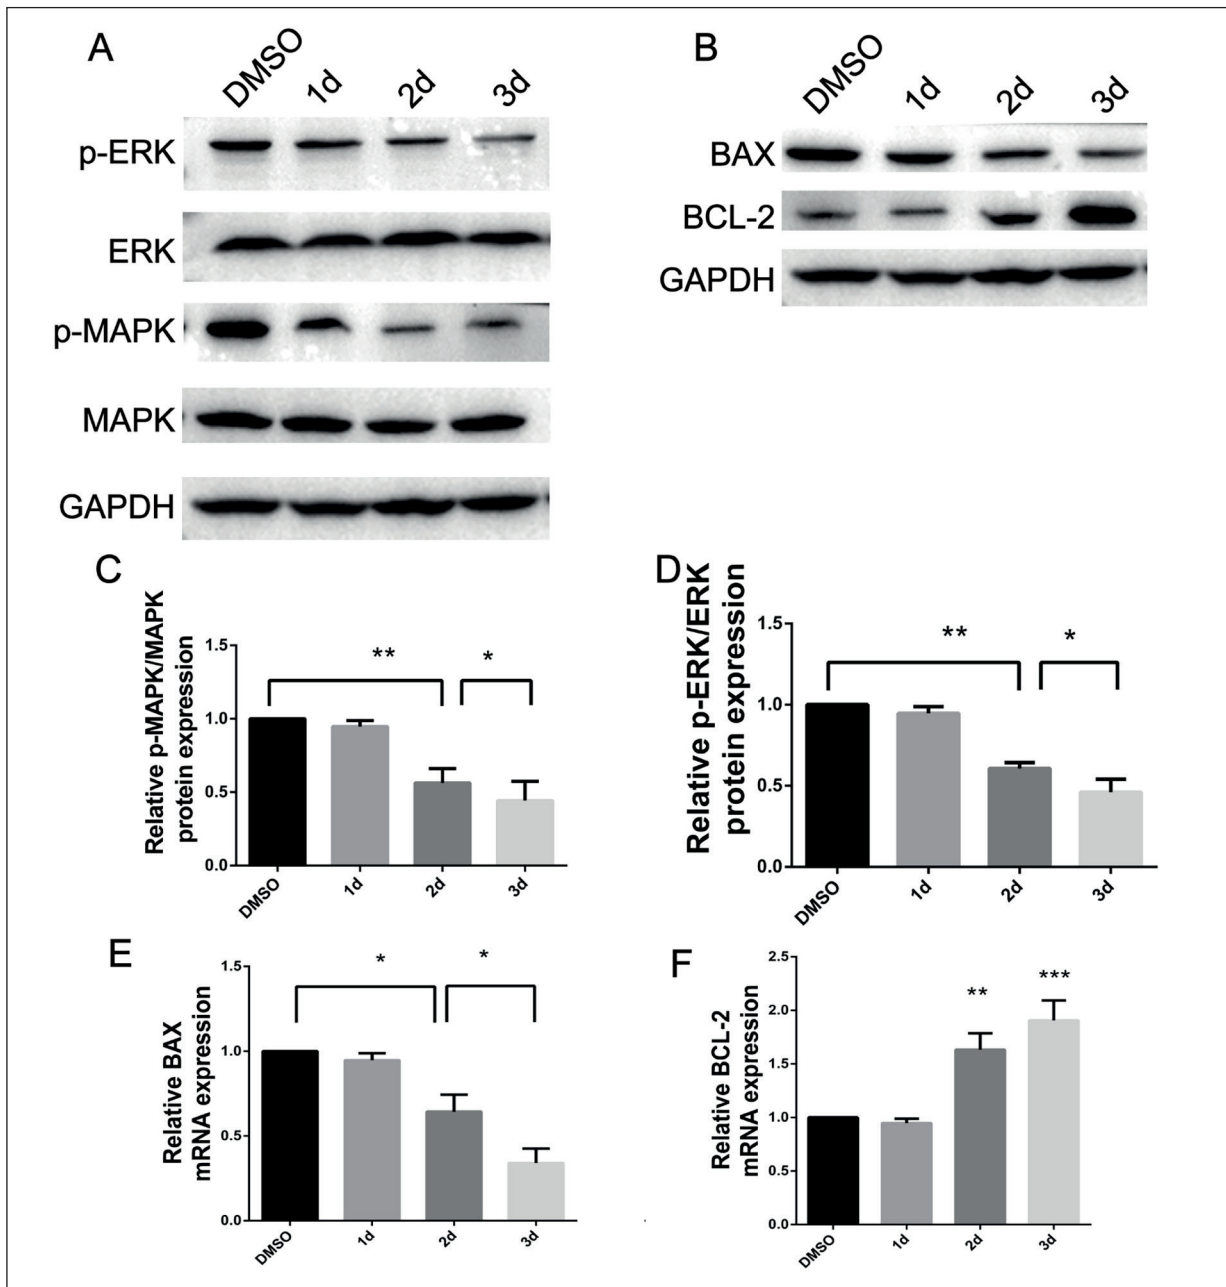 A
DMSO 1d 2d 3d
p-ERK
ERK
p-MAPK
MAPK
GAPDH
B
DMSO 1d 2d 3d
BAX
BCL-2
GAPDH
C
Relative p-MAPK/MAPK
protein expression
1.5
1.0
0.5
0.0
** *
DMSO 1d 2d 3d
D
Relative p-ERK/ERK
protein expression
1.5
1.0
0.5
0.0
** *
DMSO 1d 2d 3d
E
Relative BAX
mRNA expression
1.5
1.0
0.5
0.0
* *
DMSO 1d 2d 3d
F
Relative BCL-2
mRNA expression
2.5
2.0
1.5
1.0
0.5
0.0
** ***
DMSO 1d 2d 3d